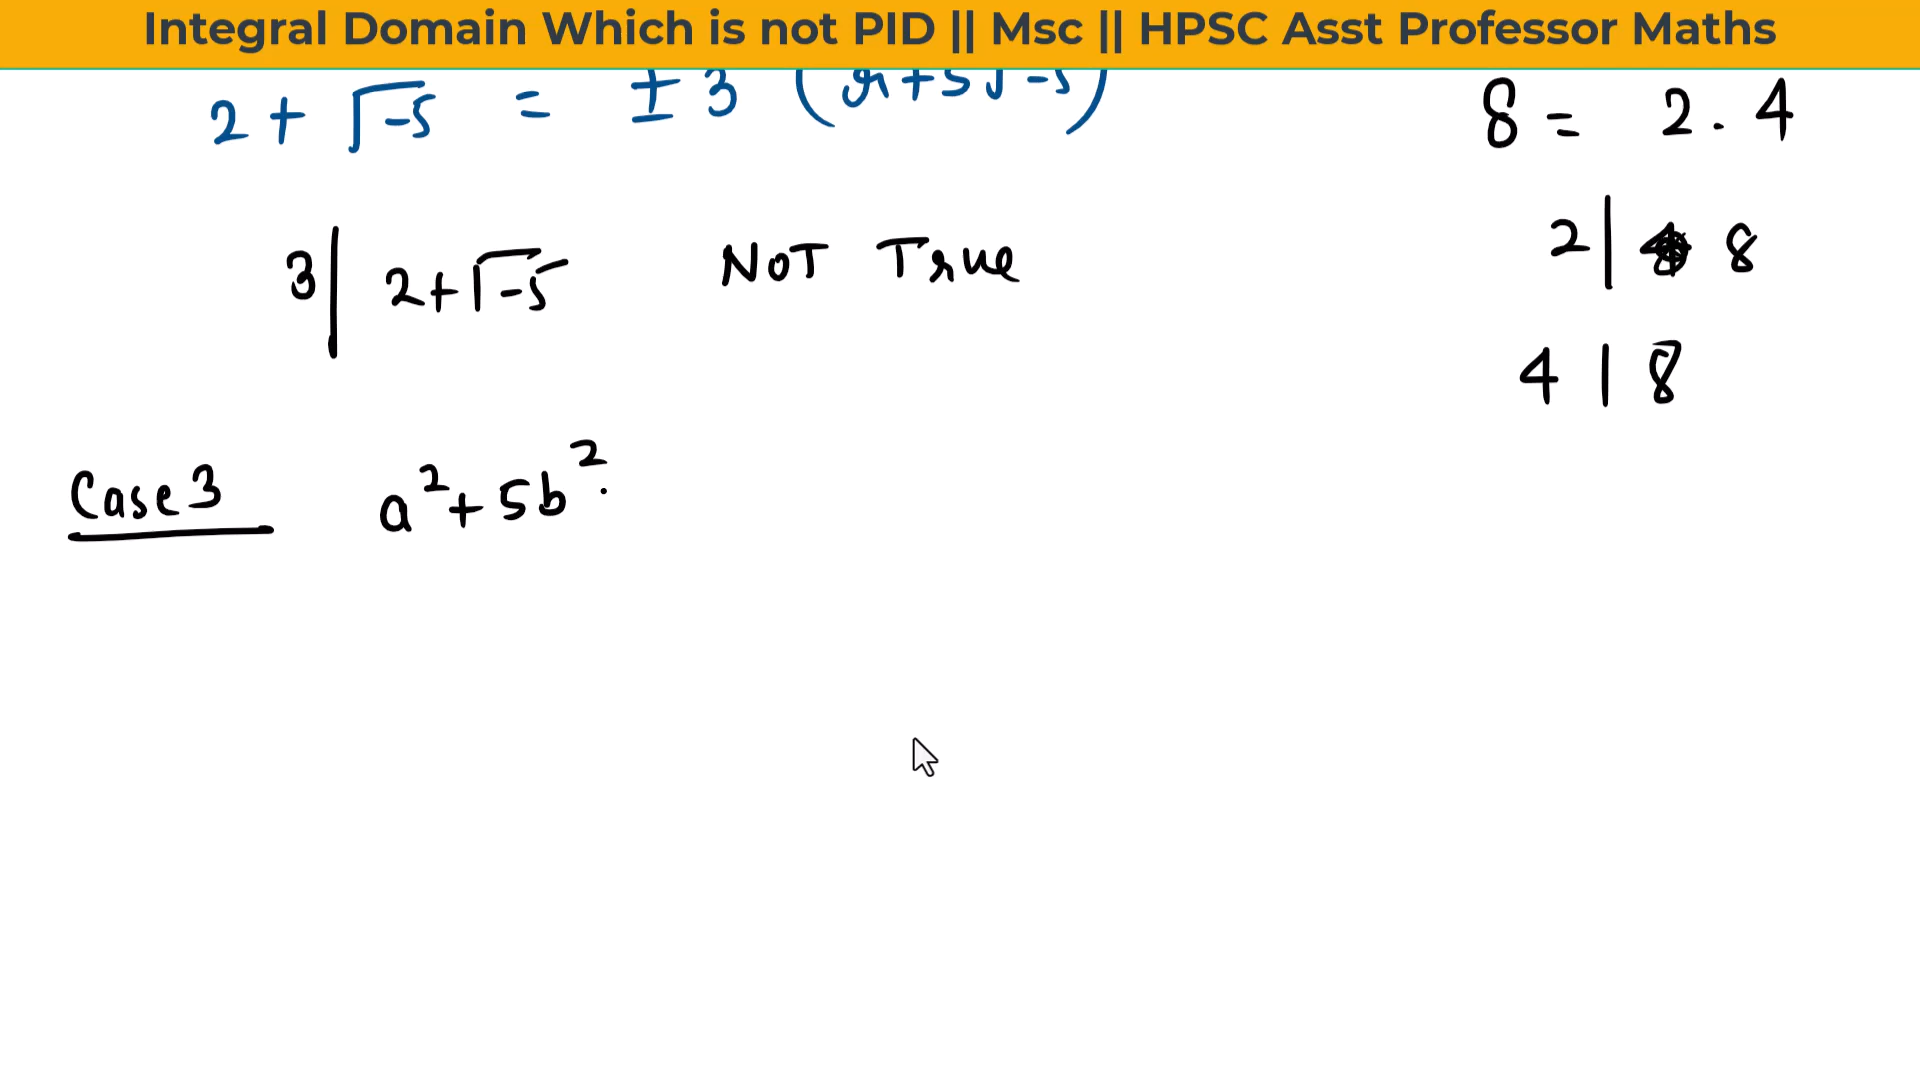 Integral Domain Which is not PID || Msc || HPSC Asst Professor Maths
2 + √-5 = ± 3 (r+s√-5)
8 = 2 . 4
3 | 2+√-5 NOT True
2 | 8
4 | 8
Case 3 a²+5b²